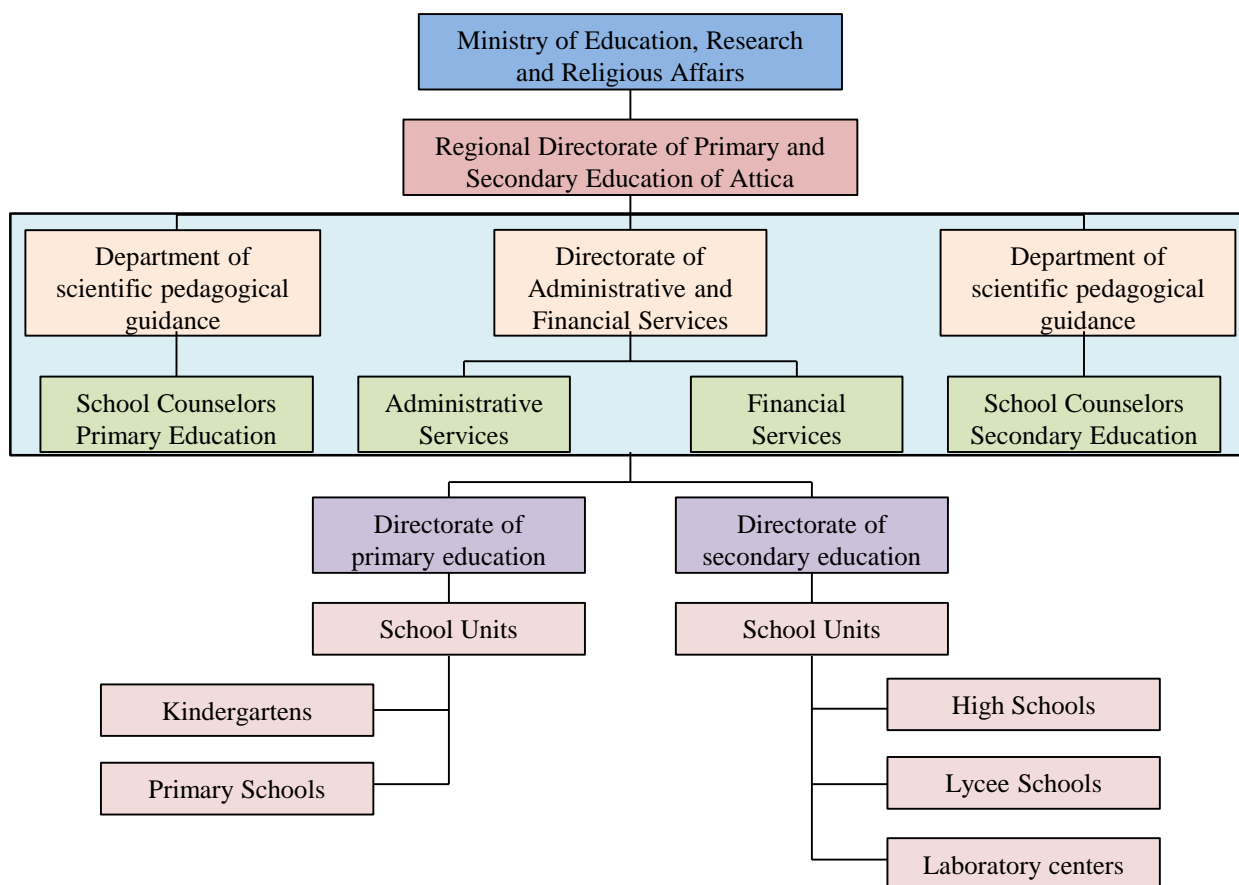 Ministry of Education, Research
and Religious Affairs
Regional Directorate of Primary and
Secondary Education of Attica
Department of
scientific pedagogical
guidance
Directorate of
Administrative and
Financial Services
Department of
scientific pedagogical
guidance
School Counselors
Primary Education
Administrative
Services
Financial
Services
School Counselors
Secondary Education
Directorate of
primary education
Directorate of
secondary education
School Units
School Units
Kindergartens
High Schools
Primary Schools
Lycee Schools
Laboratory centers